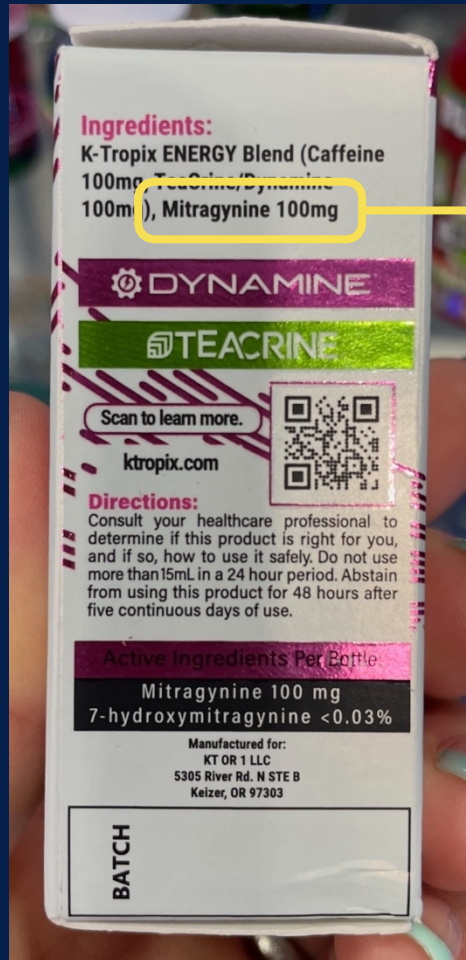 Ingredients:
K-Tropix ENERGY Blend (Caffeine
100mg, TeaCrine/Dynamine
100mg), Mitragynine 100mg
DYNAMINE
TEACRINE
Scan to learn more.
ktropix.com
Directions:
Consult your healthcare professional to
determine if this product is right for you,
and if so, how to use it safely. Do not use
more than 15mL in a 24 hour period. Abstain
from using this product for 48 hours after
five continuous days of use.
Active Ingredients Per Bottle:
Mitragynine 100 mg
7-hydroxymitragynine <0.03%
Manufactured for:
KT OR 1 LLC
5305 River Rd. N STE B
Keizer, OR 97303
BATCH